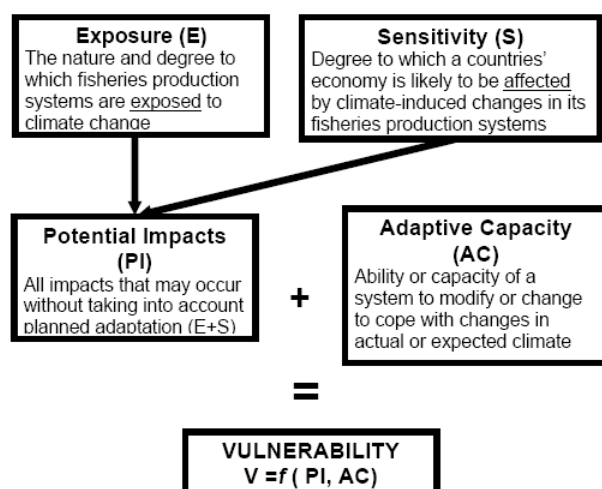 Exposure (E)
The nature and degree to
which fisheries production
systems are exposed to
climate change
Sensitivity (S)
Degree to which a countries’
economy is likely to be affected
by climate-induced changes in its
fisheries production systems
Potential Impacts
(PI)
All impacts that may occur
without taking into account
planned adaptation (E+S)
+
Adaptive Capacity
(AC)
Ability or capacity of a
system to modify or change
to cope with changes in
actual or expected climate
=
VULNERABILITY
V =f ( PI, AC)